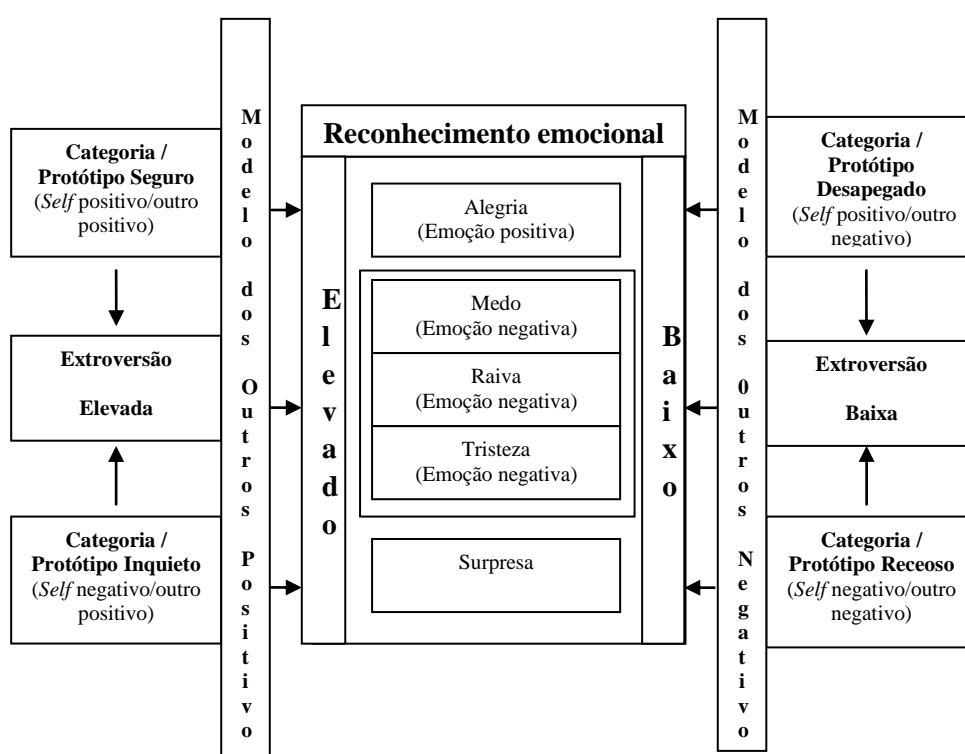 Categoria /
Protótipo Seguro
(Self positivo/outro
positivo)
Extroversão
Elevada
Categoria /
Protótipo Inquieto
(Self negativo/outro
positivo)
Modelo dos Outros Positivo
Reconhecimento emocional
Elevado
Alegria
(Emoção positiva)
Medo
(Emoção negativa)
Raiva
(Emoção negativa)
Tristeza
(Emoção negativa)
Surpresa
Baixo
Modelo dos 0utros Negativo
Categoria /
Protótipo
Desapegado
(Self positivo/outro
negativo)
Extroversão
Baixa
Categoria /
Protótipo Receoso
(Self negativo/outro
negativo)